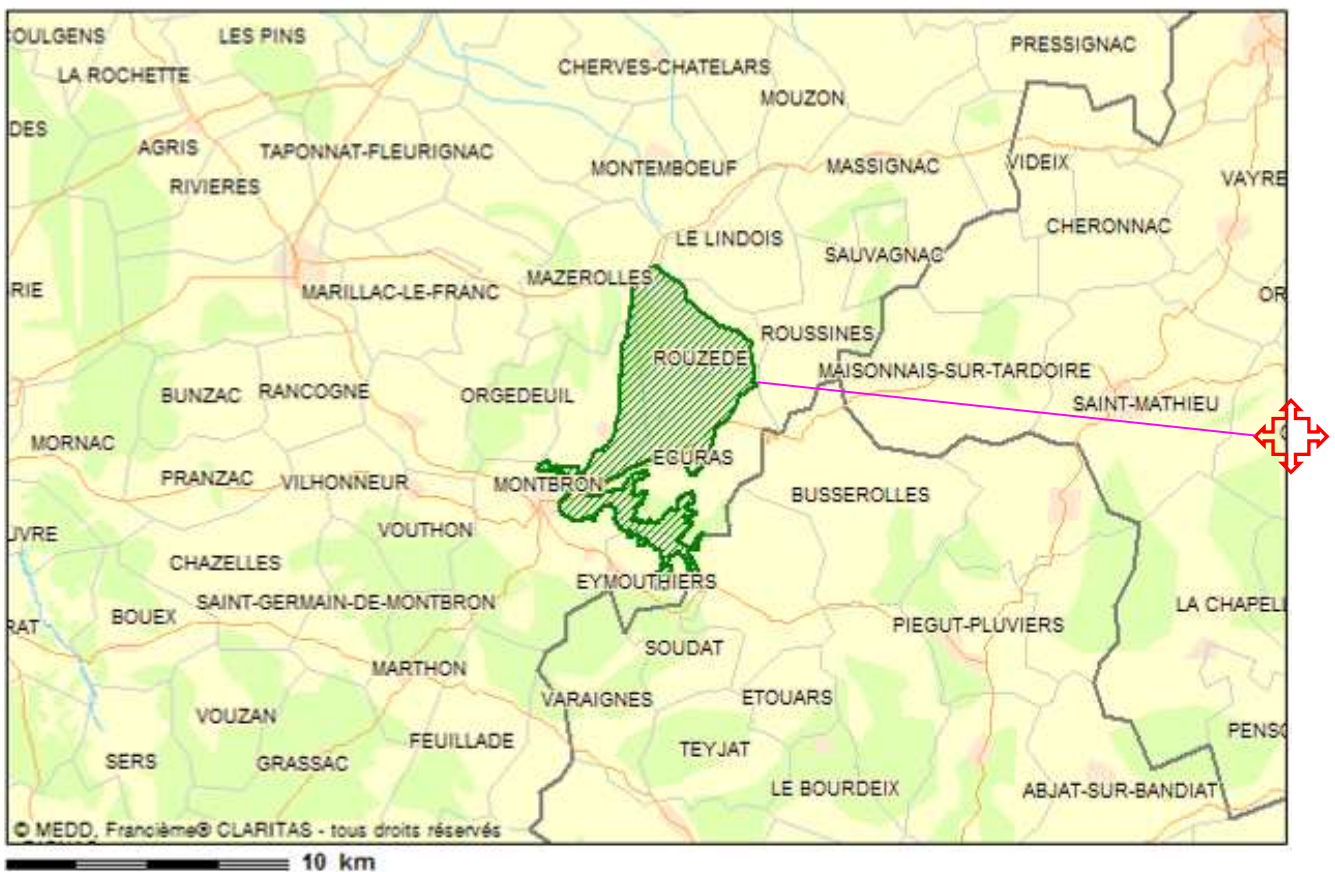 OULGENS
LES PINS
PRESSIGNAC
LA ROCHETTE
CHERVES-CHATELARS
MOUZON
DES
AGRIS
TAPONNAT-FLEURIGNAC
MONTEMBOEUF
MASSIGNAC
VIDEIX
VAYRE
RIVIERES
CHERONNAC
LE LINDOIS
SAUVAGNAC
MAZEROLLES
RIE
MARILLAC-LE-FRANC
OR
ROUSSINES
ROUZEDE
MAISONNAIS-SUR-TARDOIRE
BUNZAC
RANCOGNE
ORGEDEUIL
SAINT-MATHIEU
MORNAC
ECURAS
PRANZAC
VILHONNEUR
MONTBRON
BUSSEROLLES
UVRE
VOUTHON
CHAZELLES
EYMOUTHIERS
SAINT-GERMAIN-DE-MONTBRON
LA CHAPELL
BOUEX
RAT
PIEGUT-PLUVIERS
SOUDAT
MARTHON
VARAIGNES
ETOUARS
VOUZAN
FEUILLADE
TEYJAT
PENSO
SERS
GRASSAC
LE BOURDEIX
ABJAT-SUR-BANDIAT
© MEDD, Francième® CLARITAS - tous droits réservés
10 km